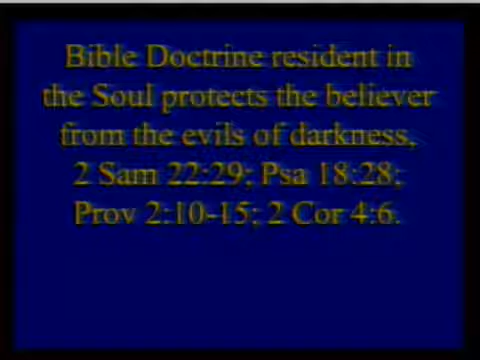 Bible Doctrine resident in
the Soul protects the believer
from the evils of darkness,
2 Sam 22:29; Psa 18:28;
Prov 2:10-15; 2 Cor 4:6.